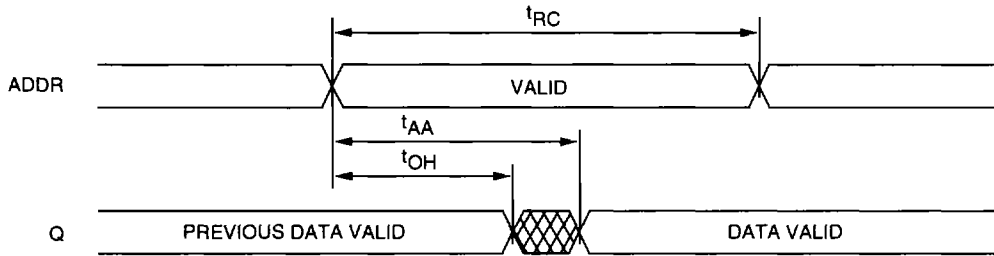 tRC
ADDR VALID
tAA
tOH
Q PREVIOUS DATA VALID DATA VALID